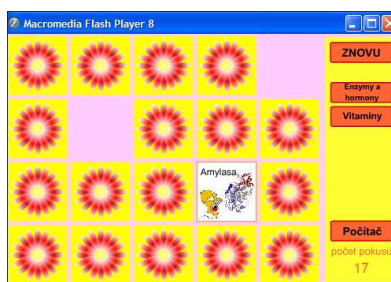 Macromedia Flash Player 8
ZNOVU
Enzymy a
hormony
Vitaminy
Amylasa
Počítač
počet pokusů
17